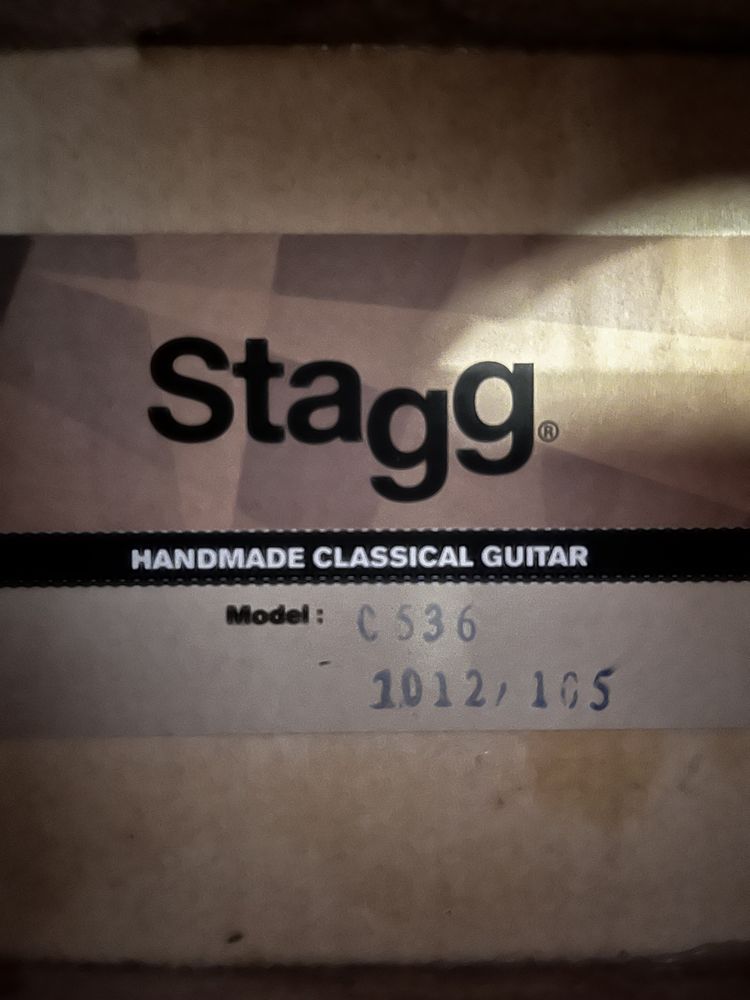 Stagg®
HANDMADE CLASSICAL GUITAR
Model : C536
1012/ 105